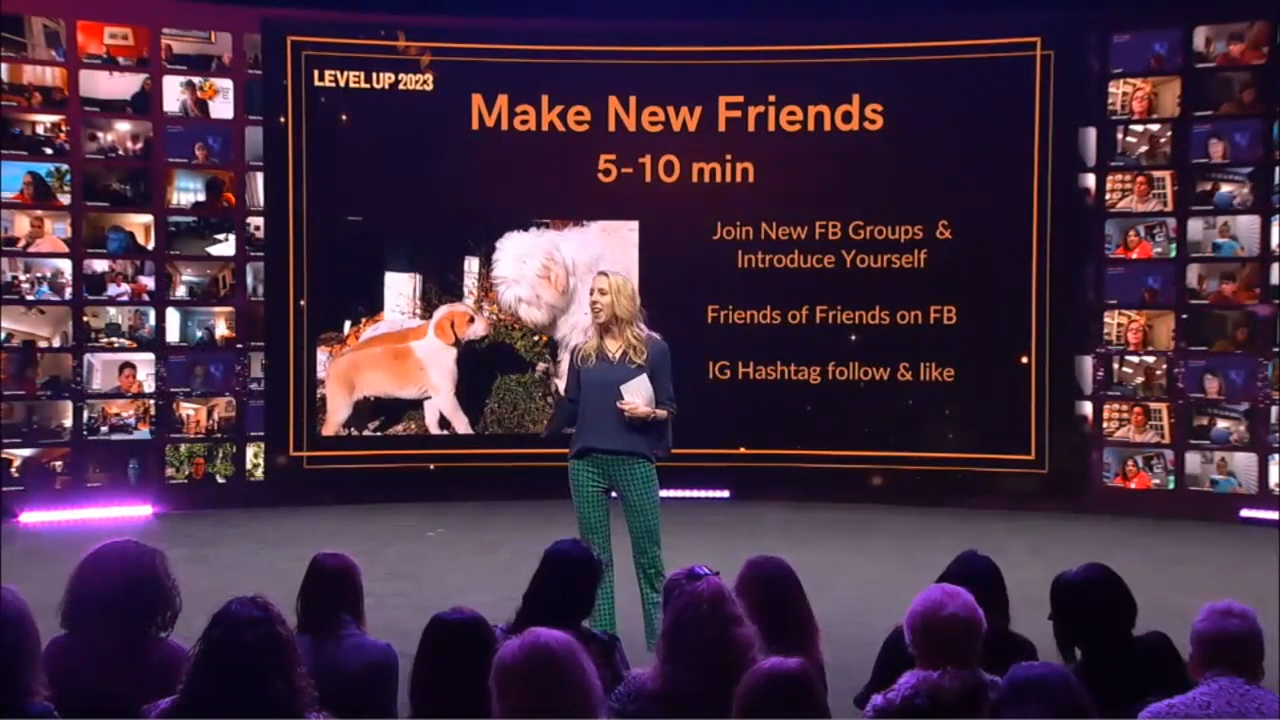 LEVEL UP 2023
Make New Friends
5-10 min
Join New FB Groups &
Introduce Yourself
Friends of Friends on FB
IG Hashtag follow & like